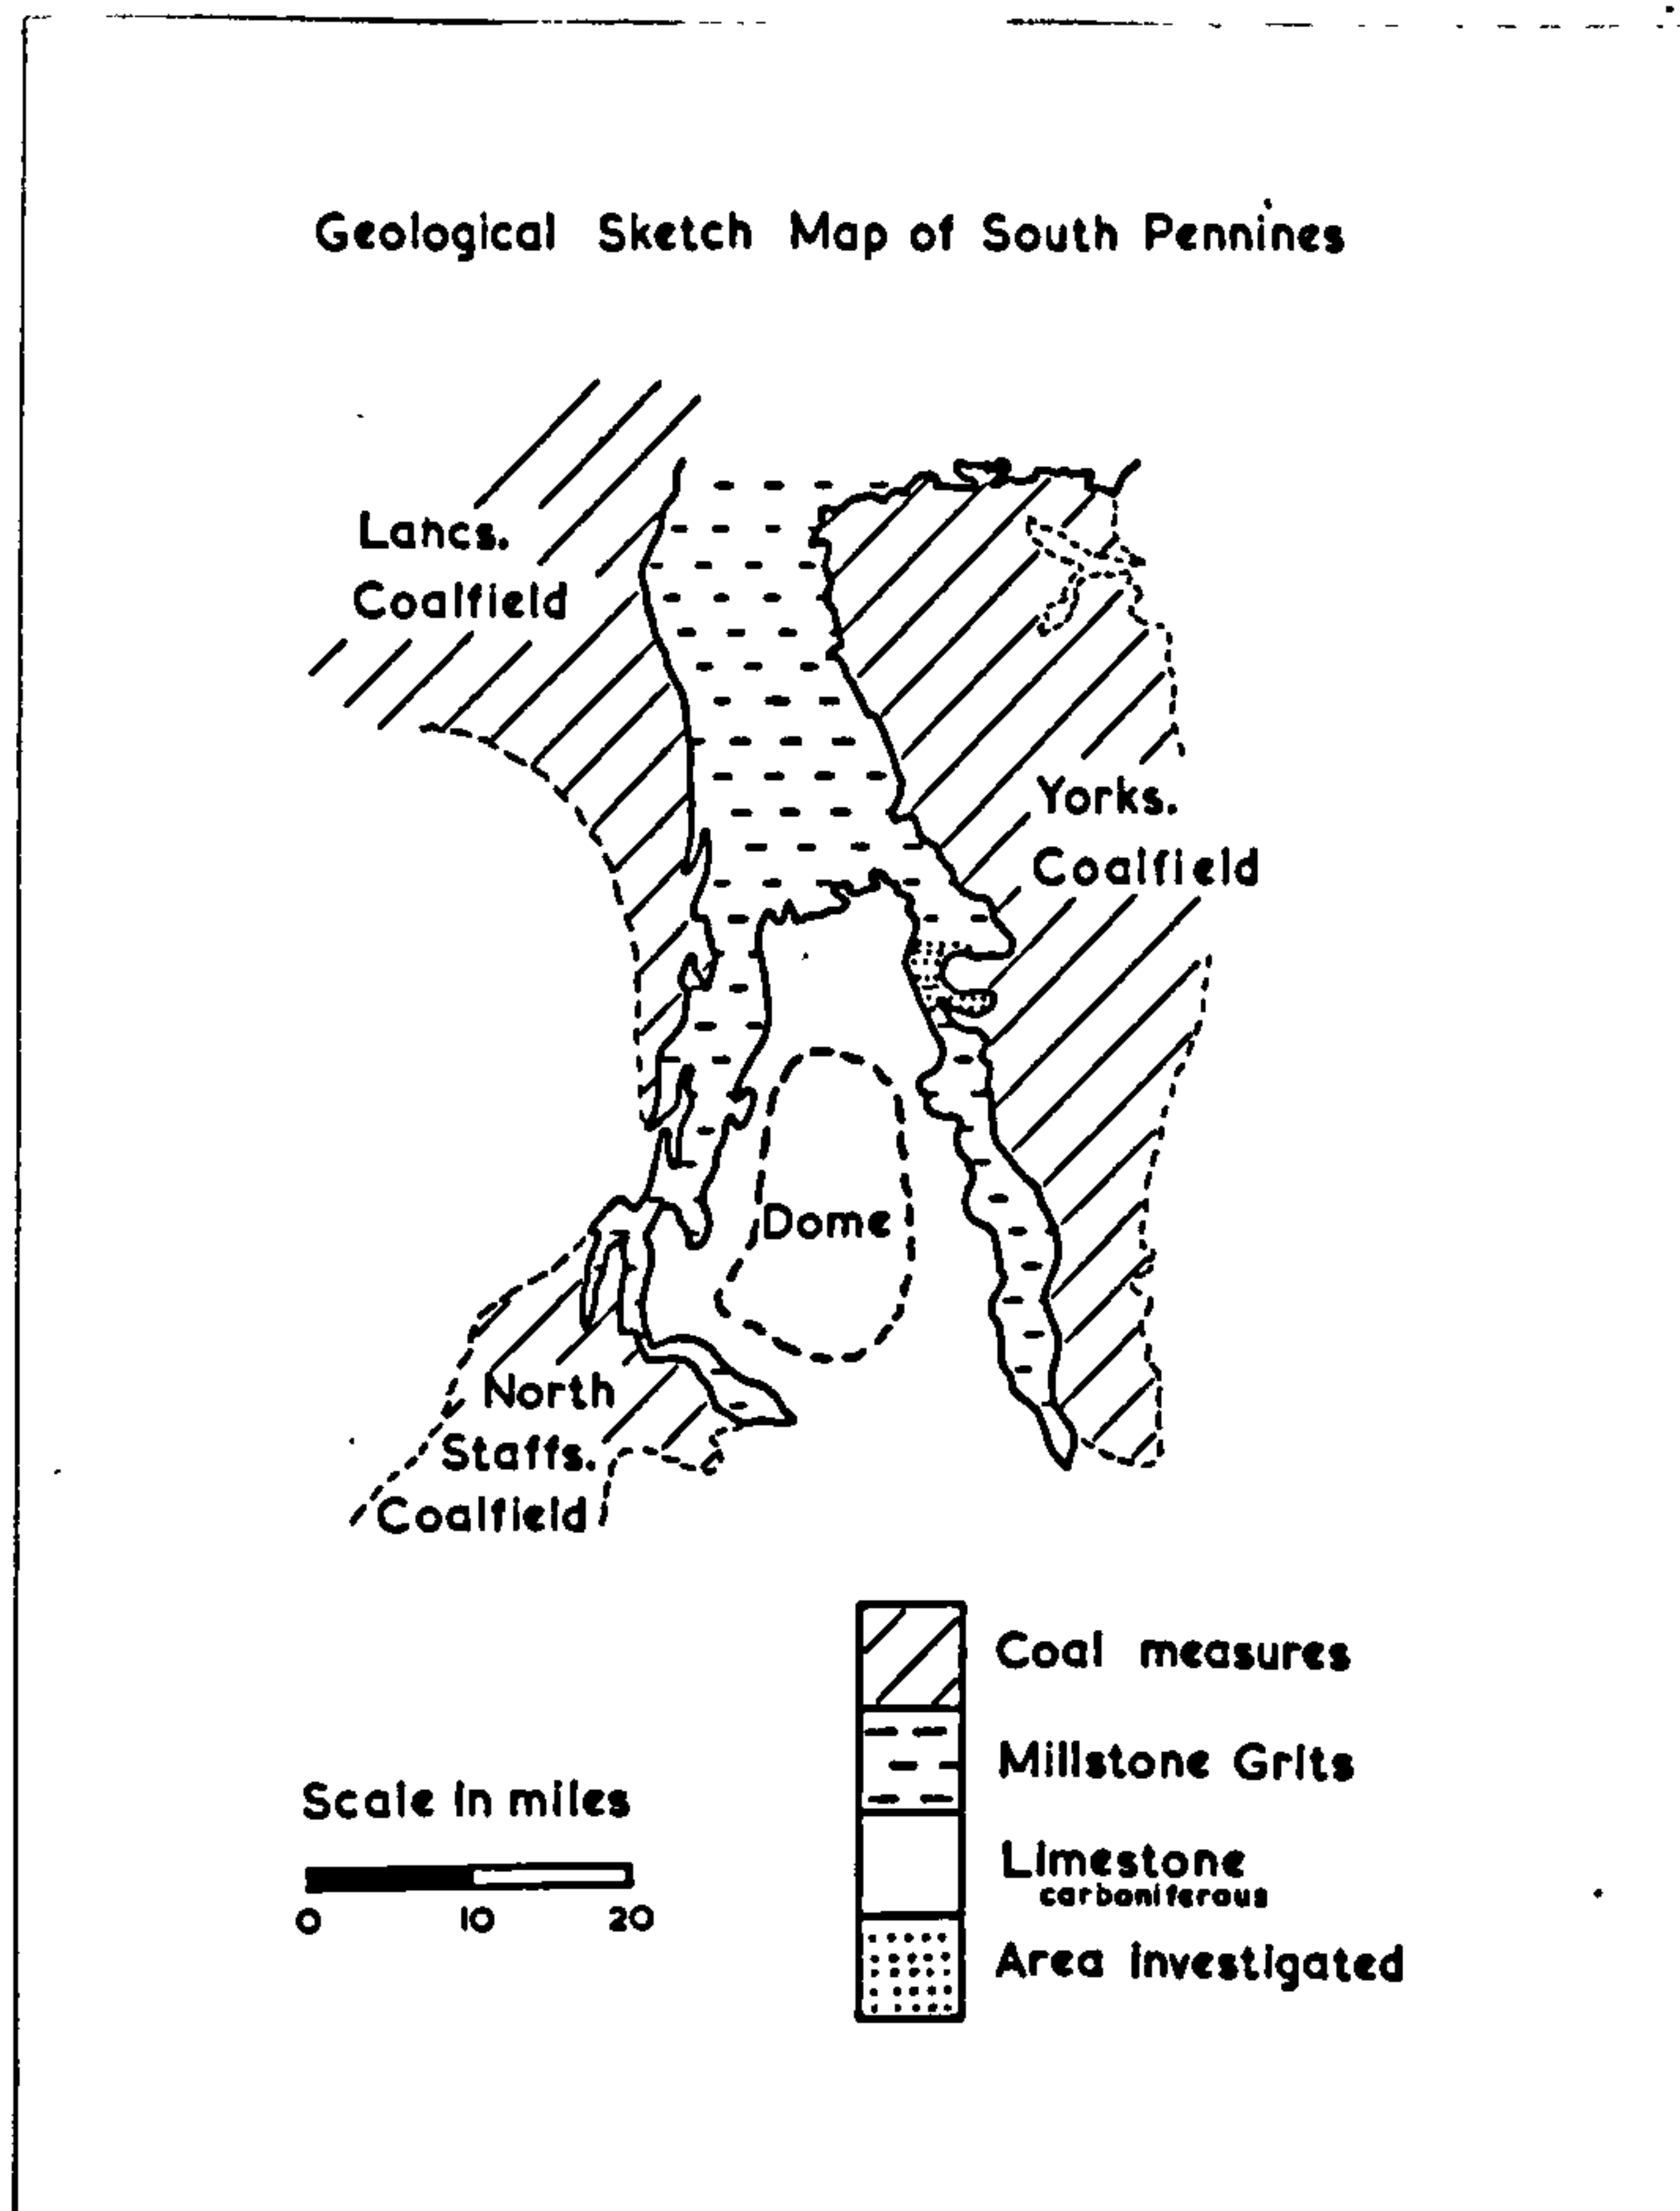 Geological Sketch Map of South Pennines
Lancs.
Coalfield
Yorks.
Coalfield
Dome
North
Staffs.
Coalfield
Coal measures
Millstone Grits
Limestone
carboniferous
Area investigated
Scale in miles
0 10 20